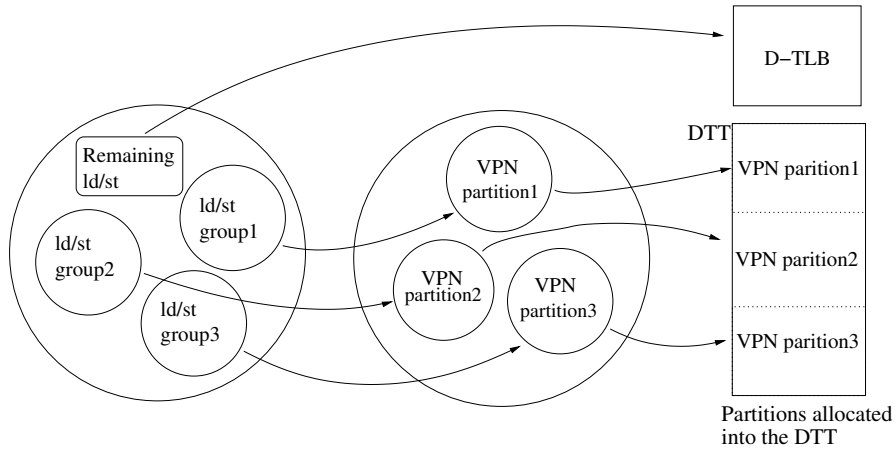 D-TLB
DTT
Remaining
ld/st
ld/st
group1
ld/st
group2
ld/st
group3
VPN
partition1
VPN
partition2
VPN
partition3
VPN parition1
VPN parition2
VPN parition3
Partitions allocated
into the DTT